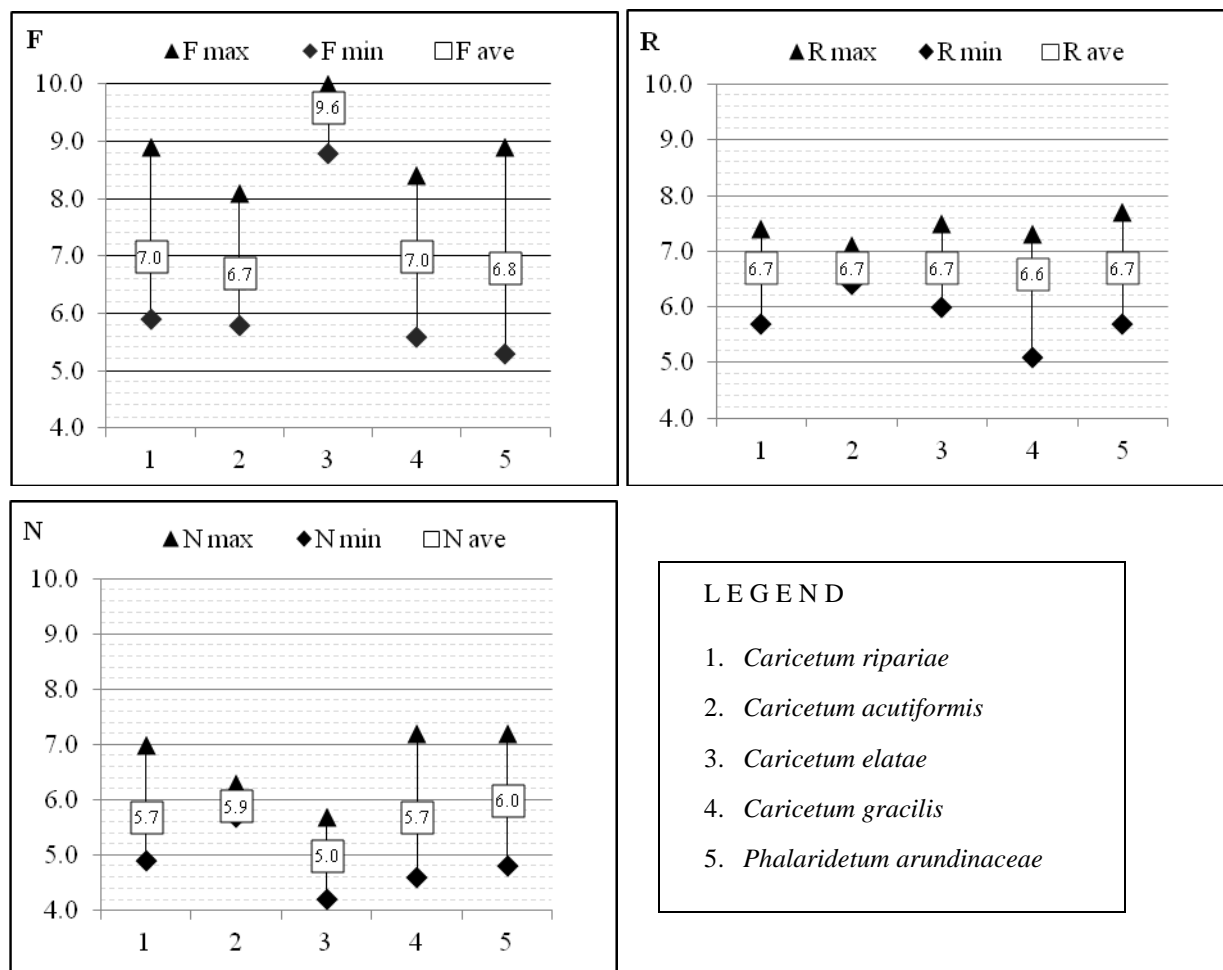 F
F max F min F ave
10.0
9.0
8.0
7.0
6.0
5.0
4.0
7.0
6.7
9.6
7.0
6.8
1 2 3 4 5
R
R max R min R ave
10.0
9.0
8.0
7.0
6.0
5.0
4.0
6.7
6.7
6.7
6.6
6.7
1 2 3 4 5
N
N max N min N ave
10.0
9.0
8.0
7.0
6.0
5.0
4.0
5.7
5.9
5.0
5.7
6.0
1 2 3 4 5
L E G E N D
1. Caricetum ripariae
2. Caricetum acutiformis
3. Caricetum elatae
4. Caricetum gracilis
5. Phalaridetum arundinaceae